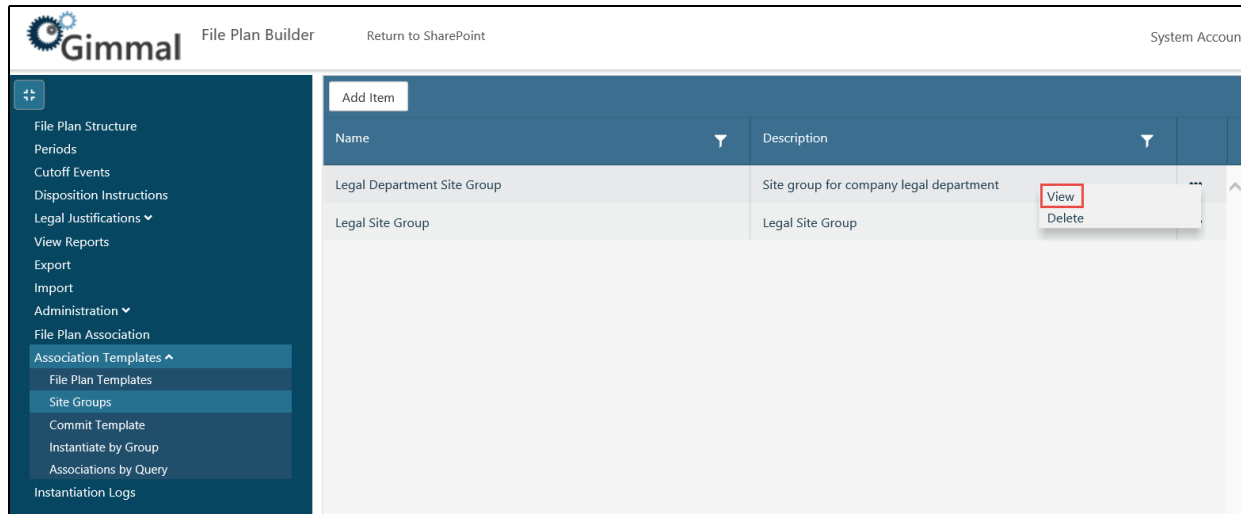 Gimmal File Plan Builder Return to SharePoint System Accoun
Add Item
Name Description
File Plan Structure
Periods
Cutoff Events
Disposition Instructions
Legal Justifications
View Reports
Export
Import
Administration
File Plan Association
Association Templates
File Plan Templates
Site Groups
Commit Template
Instantiate by Group
Associations by Query
Instantiation Logs
Legal Department Site Group Site group for company legal department ...
Legal Site Group Legal Site Group
View
Delete